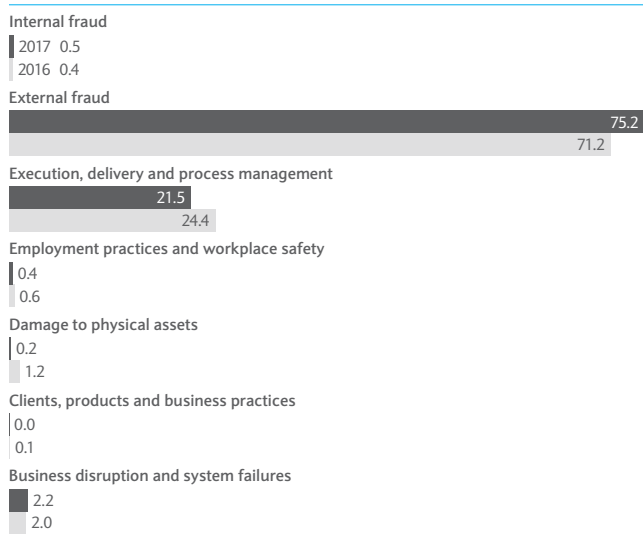 Internal fraud
2017 0.5
2016 0.4
External fraud
75.2
71.2
Execution, delivery and process management
21.5
24.4
Employment practices and workplace safety
0.4
0.6
Damage to physical assets
0.2
1.2
Clients, products and business practices
0.0
0.1
Business disruption and system failures
2.2
2.0